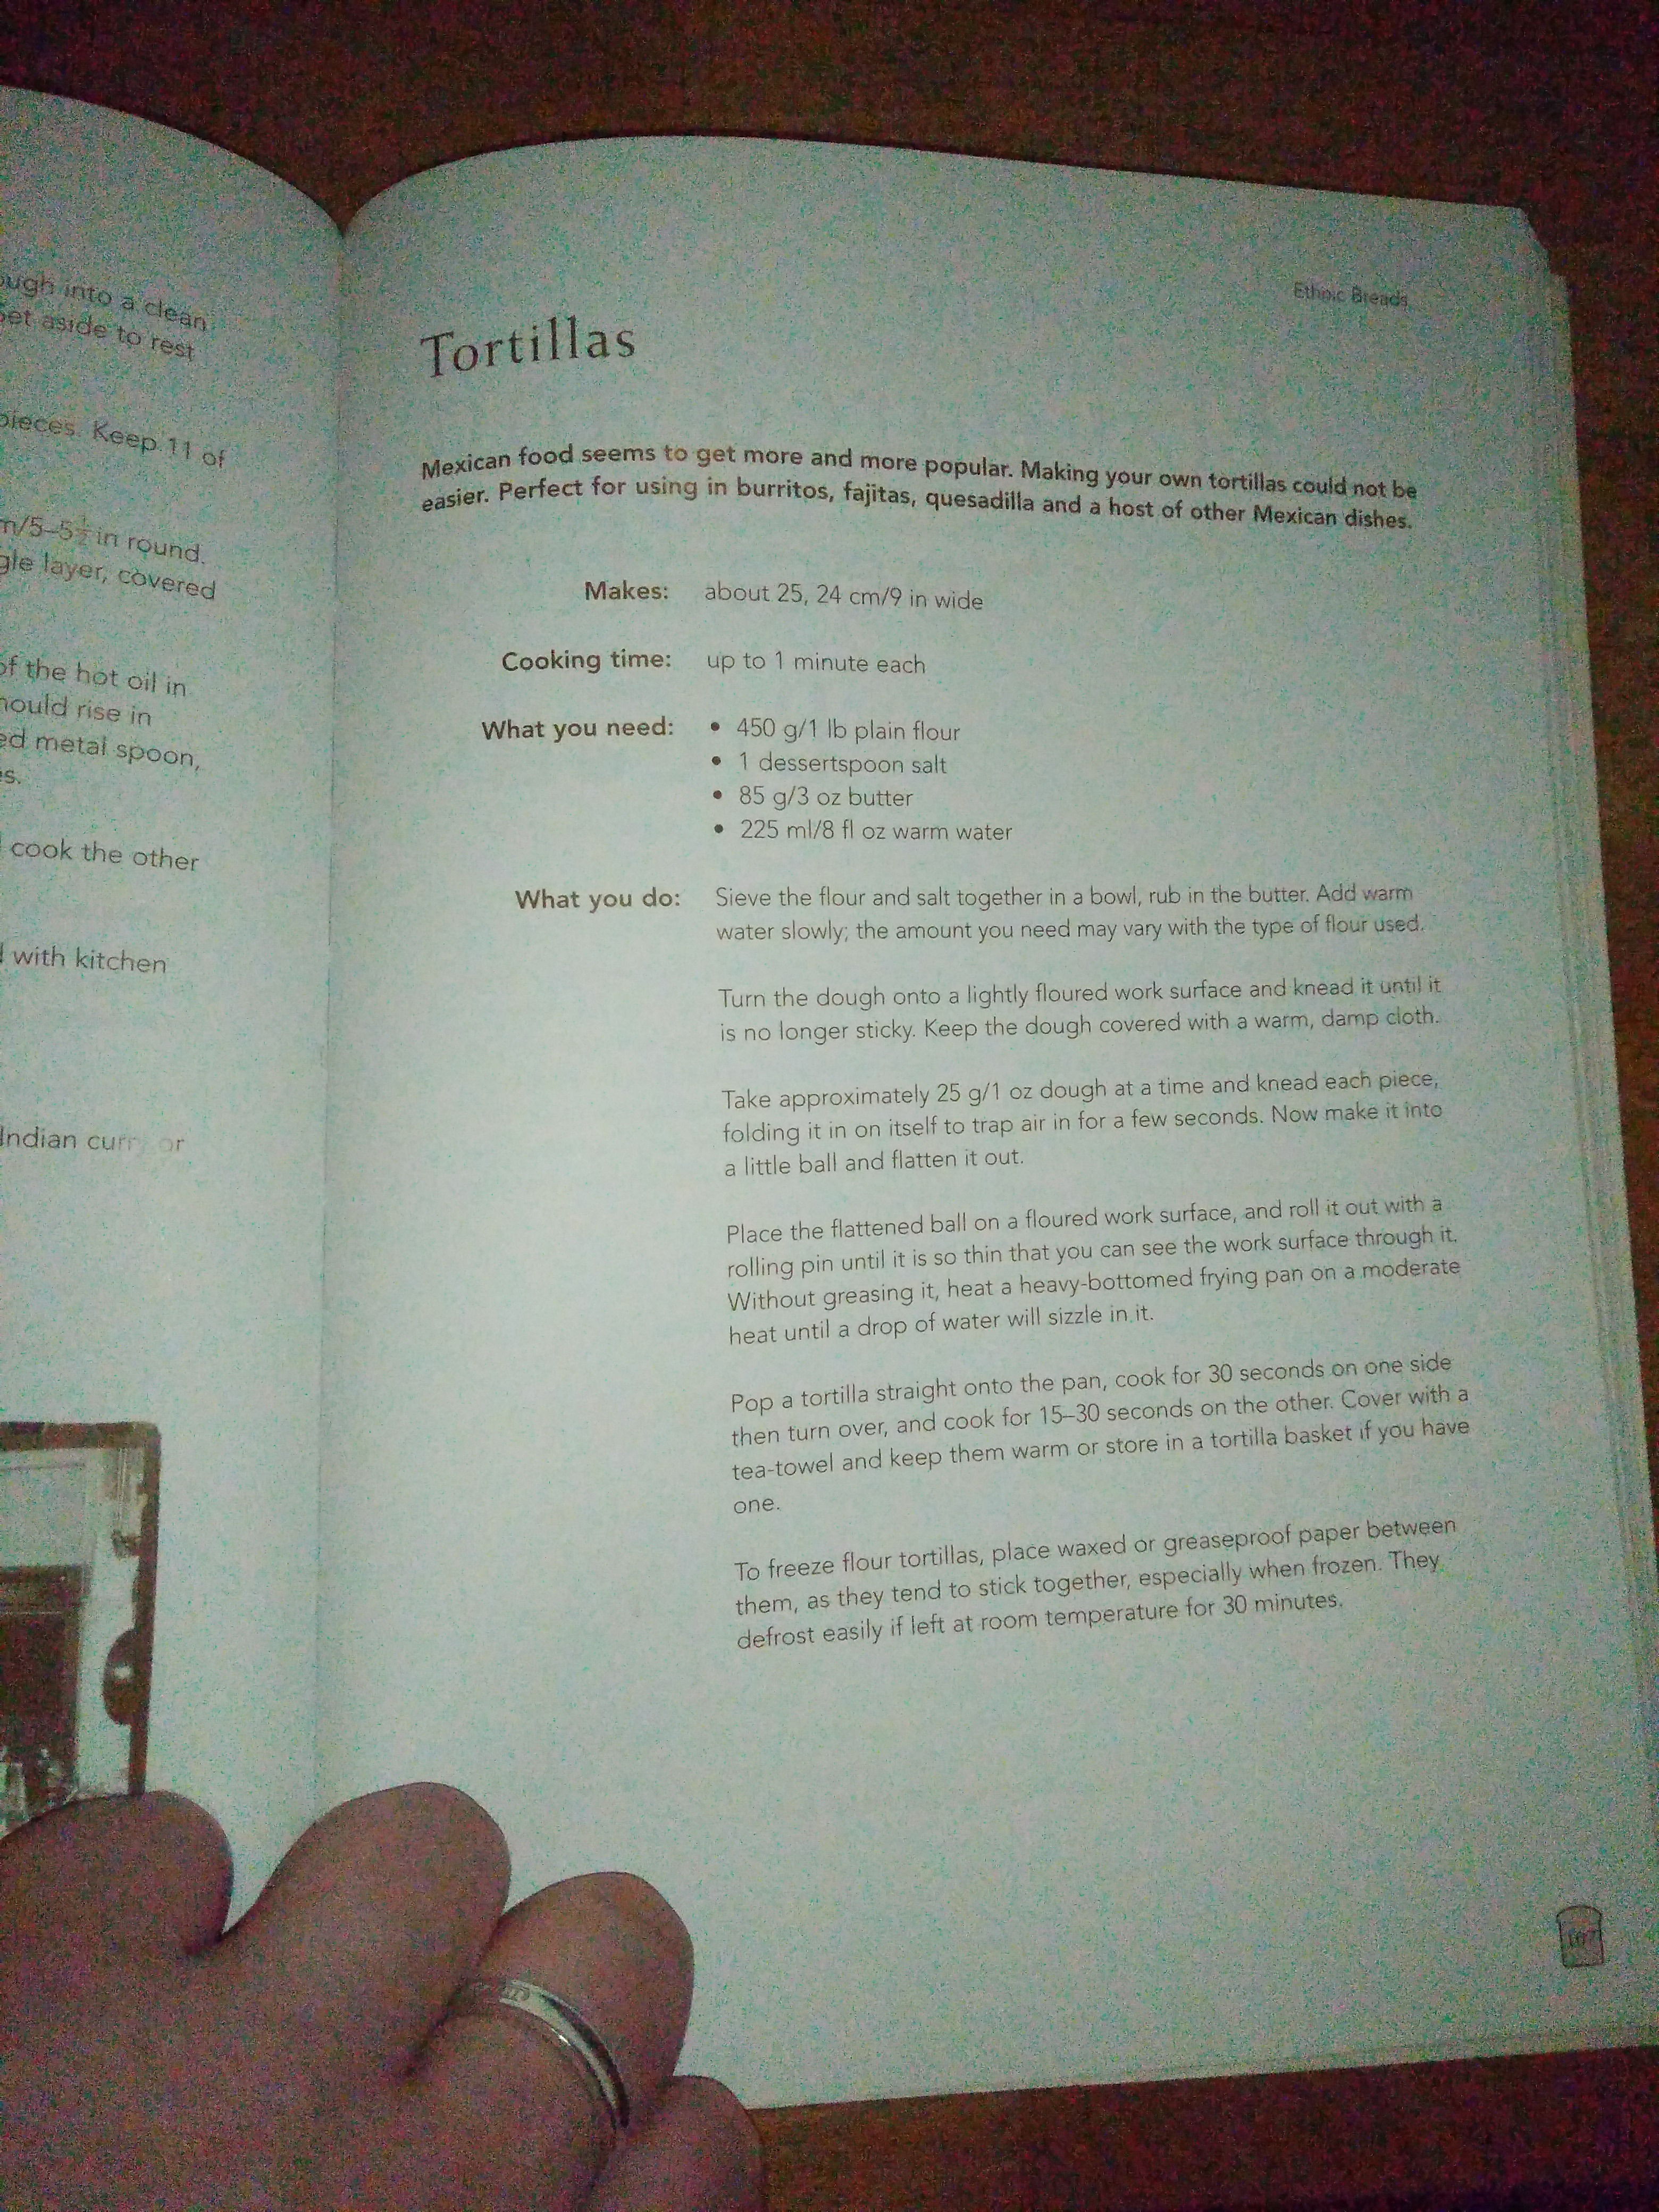 ugh into a clean
set aside to rest
pieces. Keep 11 of
m/5–5½ in round.
gle layer, covered
of the hot oil in
hould rise in
ed metal spoon,
s.
cook the other
with kitchen
Indian curry or
Ethnic Breads
Tortillas
Mexican food seems to get more and more popular. Making your own tortillas could not be
easier. Perfect for using in burritos, fajitas, quesadilla and a host of other Mexican dishes.
Makes: about 25, 24 cm/9 in wide
Cooking time: up to 1 minute each
What you need: • 450 g/1 lb plain flour
• 1 dessertspoon salt
• 85 g/3 oz butter
• 225 ml/8 fl oz warm water
What you do: Sieve the flour and salt together in a bowl, rub in the butter. Add warm
water slowly; the amount you need may vary with the type of flour used.
Turn the dough onto a lightly floured work surface and knead it until it
is no longer sticky. Keep the dough covered with a warm, damp cloth.
Take approximately 25 g/1 oz dough at a time and knead each piece,
folding it in on itself to trap air in for a few seconds. Now make it into
a little ball and flatten it out.
Place the flattened ball on a floured work surface, and roll it out with a
rolling pin until it is so thin that you can see the work surface through it.
Without greasing it, heat a heavy-bottomed frying pan on a moderate
heat until a drop of water will sizzle in it.
Pop a tortilla straight onto the pan, cook for 30 seconds on one side
then turn over, and cook for 15–30 seconds on the other. Cover with a
tea-towel and keep them warm or store in a tortilla basket if you have
one.
To freeze flour tortillas, place waxed or greaseproof paper between
them, as they tend to stick together, especially when frozen. They
defrost easily if left at room temperature for 30 minutes.